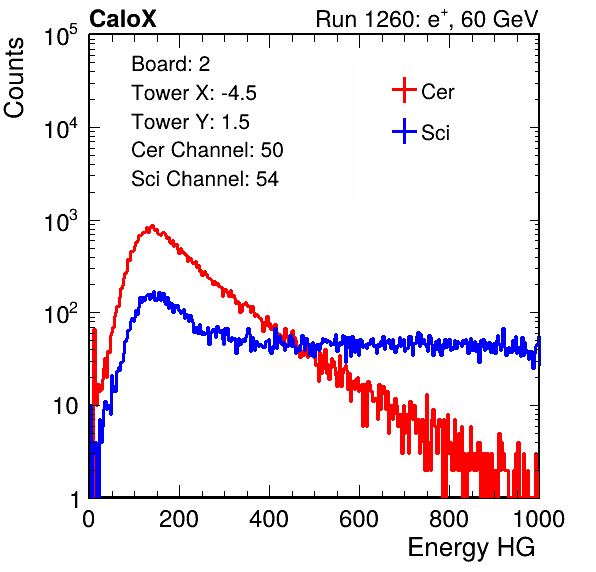 CaloX Run 1260: e⁺, 60 GeV
Counts
10⁵
10⁴
10³
10²
10
1
Board: 2
Tower X: -4.5
Tower Y: 1.5
Cer Channel: 50
Sci Channel: 54
Cer
Sci
0 200 400 600 800 1000
Energy HG